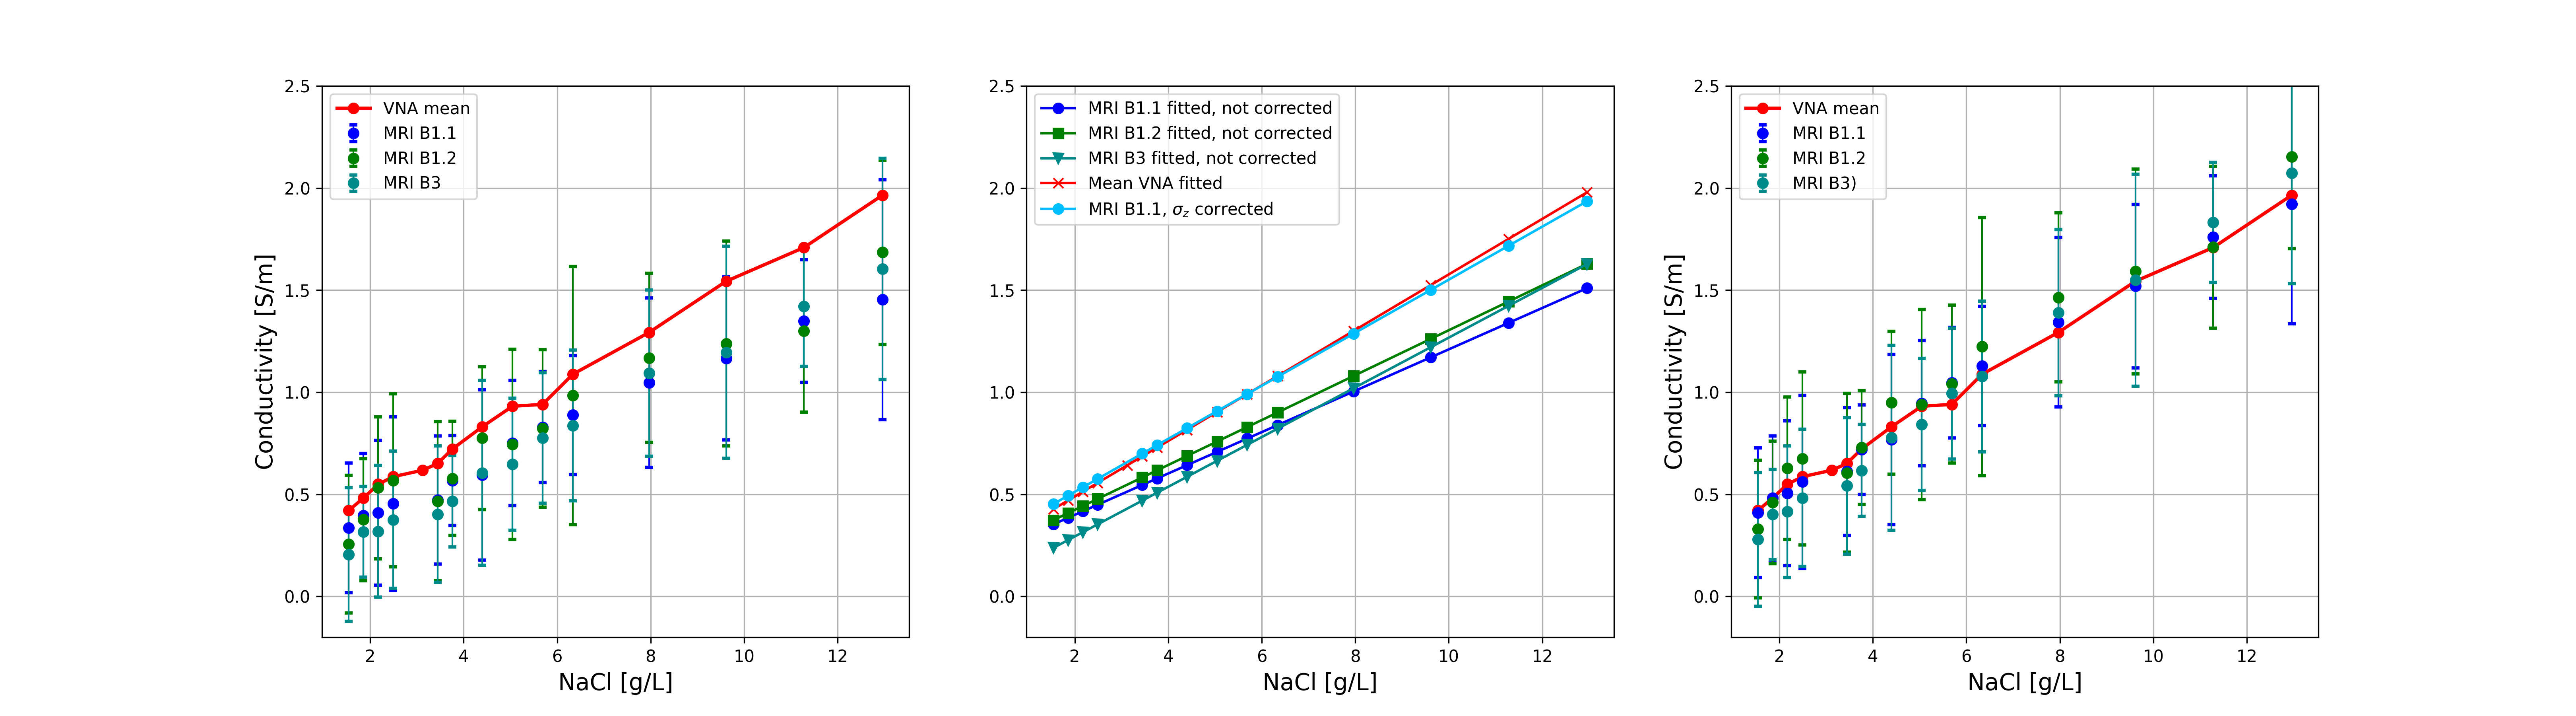 2.5
2.0
1.5
1.0
0.5
0.0
Conductivity [S/m]
VNA mean
MRI B1.1
MRI B1.2
MRI B3
2 4 6 8 10 12
NaCl [g/L]
2.5
2.0
1.5
1.0
0.5
0.0
MRI B1.1 fitted, not corrected
MRI B1.2 fitted, not corrected
MRI B3 fitted, not corrected
Mean VNA fitted
MRI B1.1, σz corrected
2 4 6 8 10 12
NaCl [g/L]
2.5
2.0
1.5
1.0
0.5
0.0
Conductivity [S/m]
VNA mean
MRI B1.1
MRI B1.2
MRI B3)
2 4 6 8 10 12
NaCl [g/L]